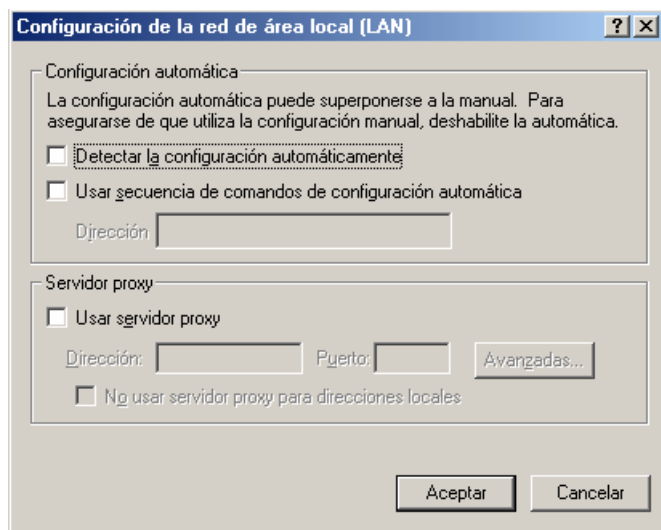 Configuración de la red de área local (LAN)
Configuración automática
La configuración automática puede superponerse a la manual. Para
asegurarse de que utiliza la configuración manual, deshabilite la automática.
Detectar la configuración automáticamente
Usar secuencia de comandos de configuración automática
Dirección
Servidor proxy
Usar servidor proxy
Dirección: Puerto: Avanzadas...
No usar servidor proxy para direcciones locales
Aceptar Cancelar